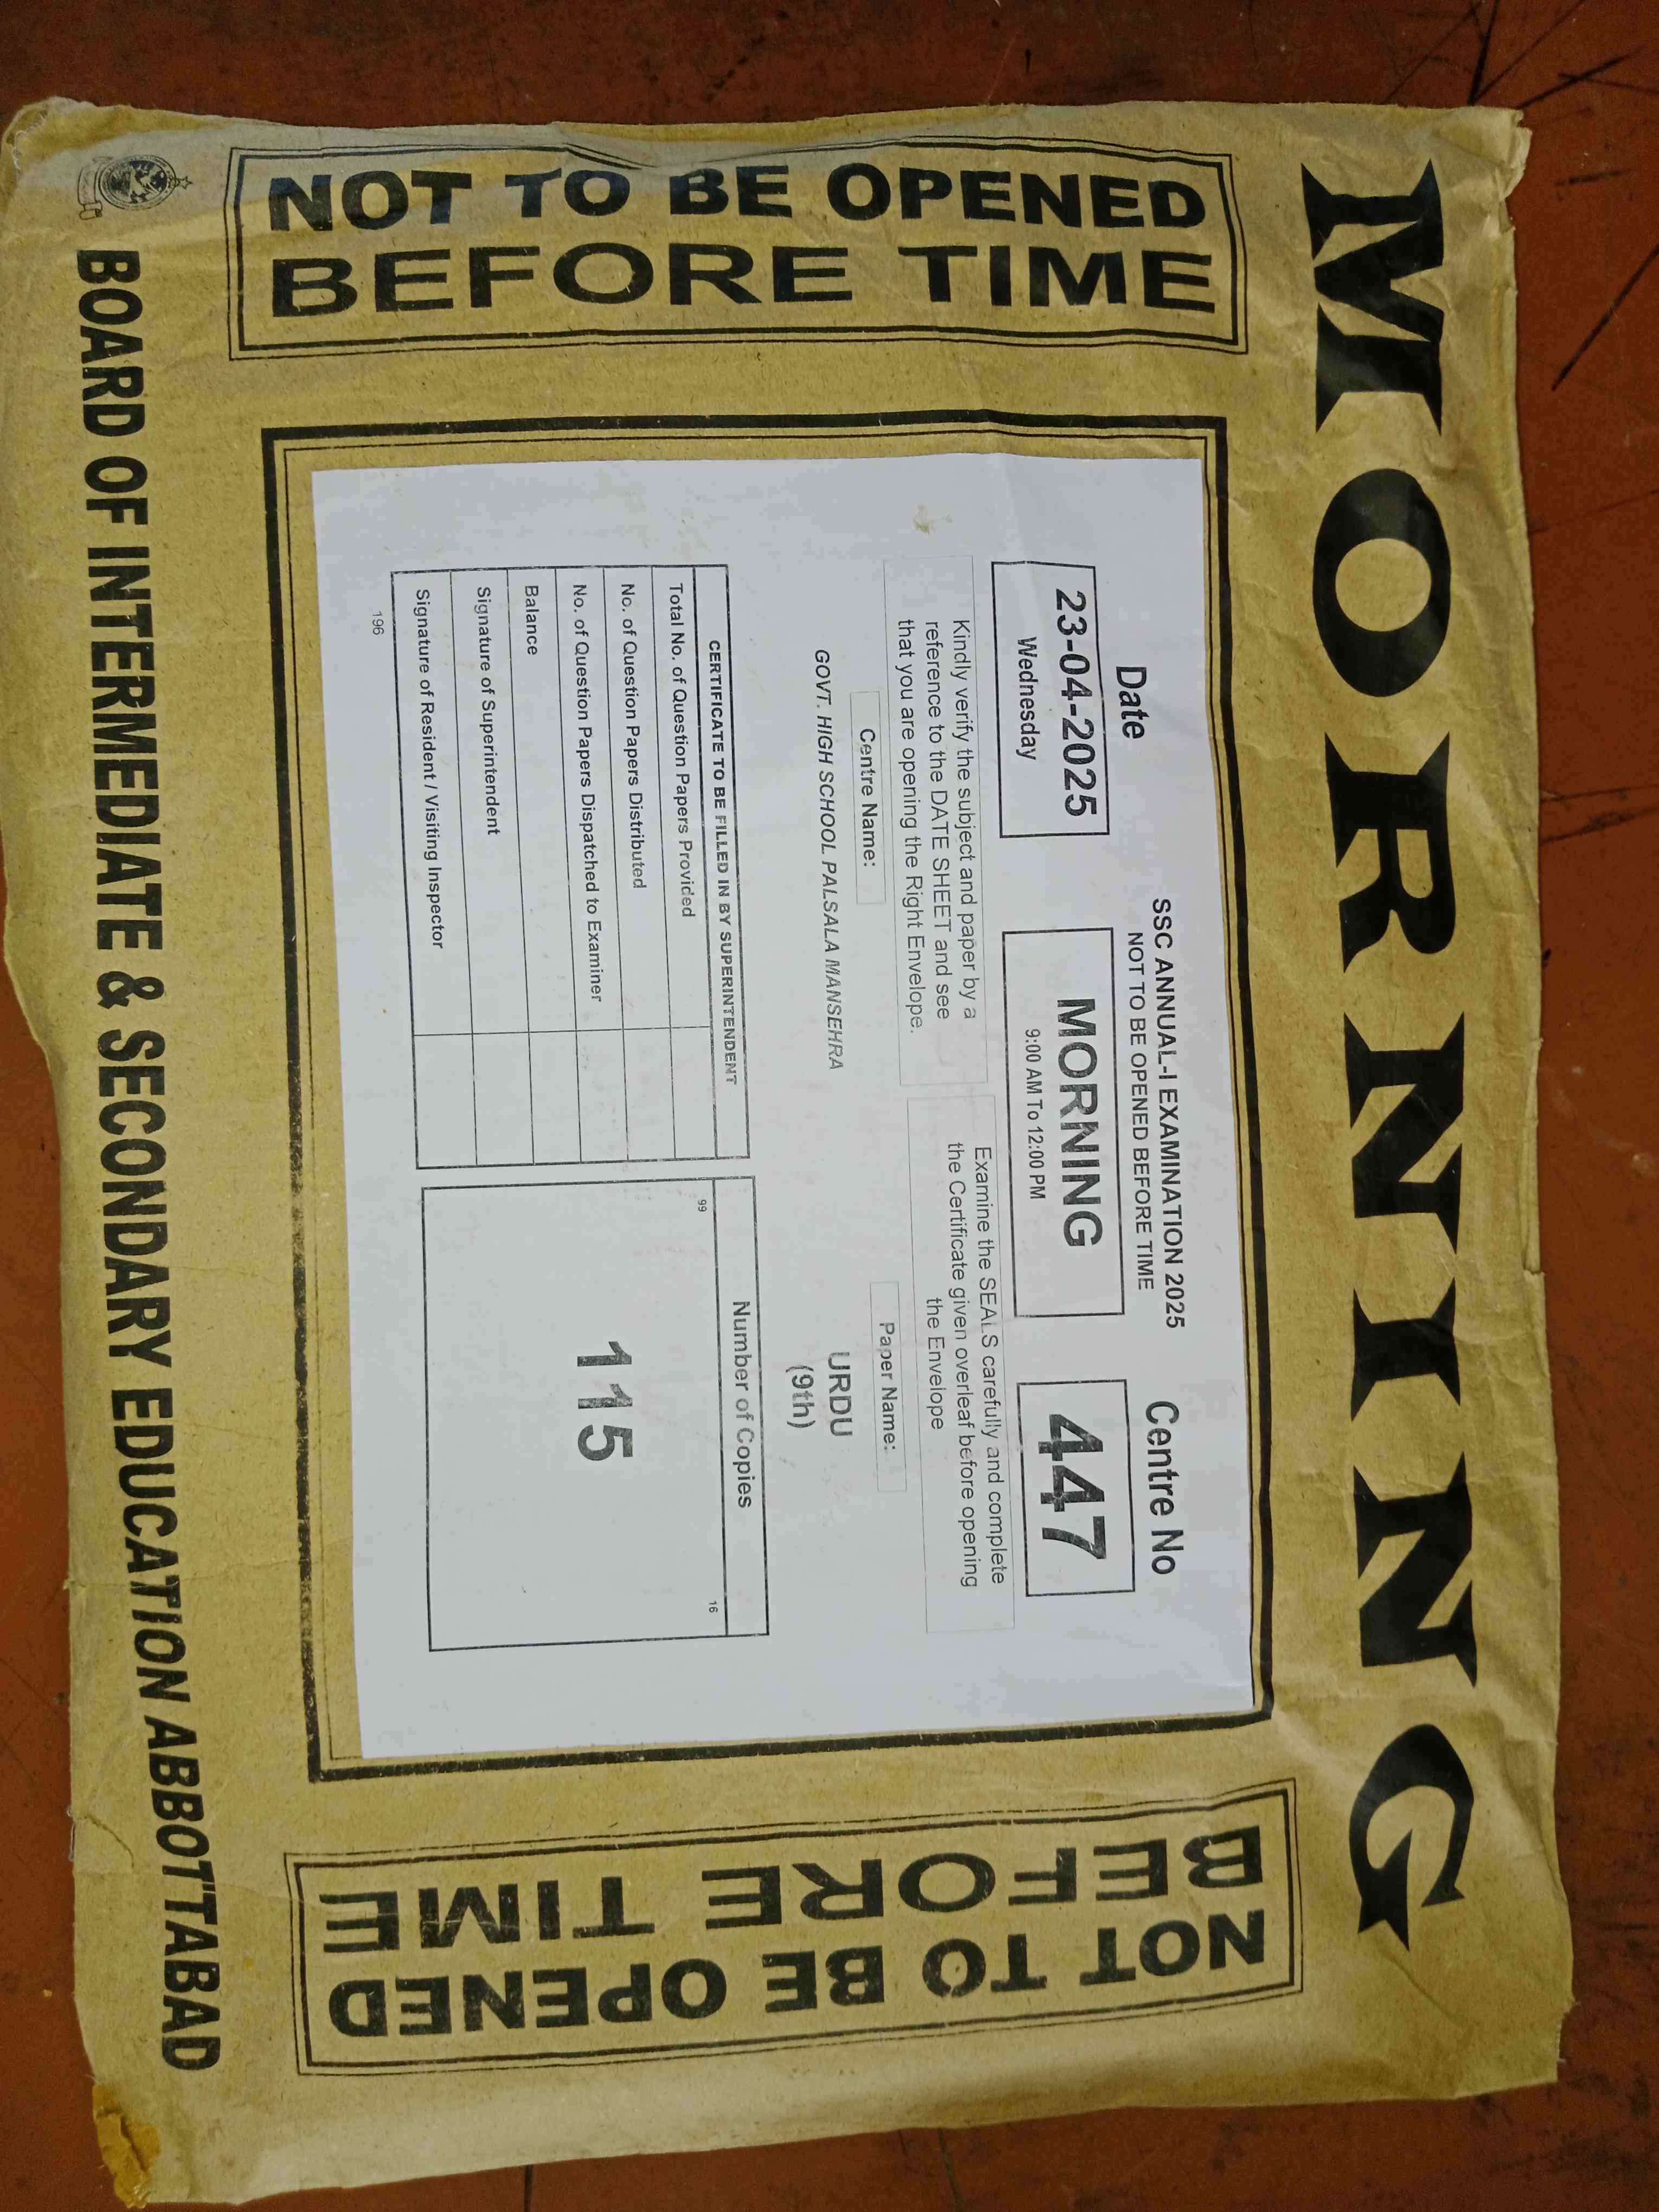 MORNING
NOT TO BE OPENED
BEFORE TIME
SSC ANNUAL-I EXAMINATION 2025
NOT TO BE OPENED BEFORE TIME
Date
Centre No
23-04-2025
Wednesday
MORNING
9:00 AM To 12:00 PM
447
Kindly verify the subject and paper by a
reference to the DATE SHEET and see
that you are opening the Right Envelope.
Examine the SEALS carefully and complete
the Certificate given overleaf before opening
the Envelope
Centre Name:
Paper Name:
GOVT. HIGH SCHOOL PALSALA MANSEHRA
URDU
(9th)
CERTIFICATE TO BE FILLED IN BY SUPERINTENDENT
Total No. of Question Papers Provided
No. of Question Papers Distributed
No. of Question Papers Dispatched to Examiner
Balance
Signature of Superintendent
Signature of Resident / Visiting Inspector
196
Number of Copies
99
16
115
NOT TO BE OPENED
BEFORE TIME
BOARD OF INTERMEDIATE & SECONDARY EDUCATION ABBOTTABAD